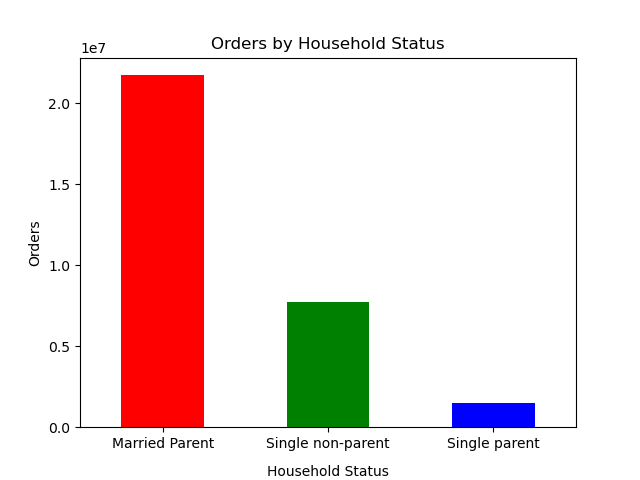 Orders by Household Status
1e7
2.0
1.5
1.0
0.5
0.0
Orders
Married Parent
Single non-parent
Single parent
Household Status